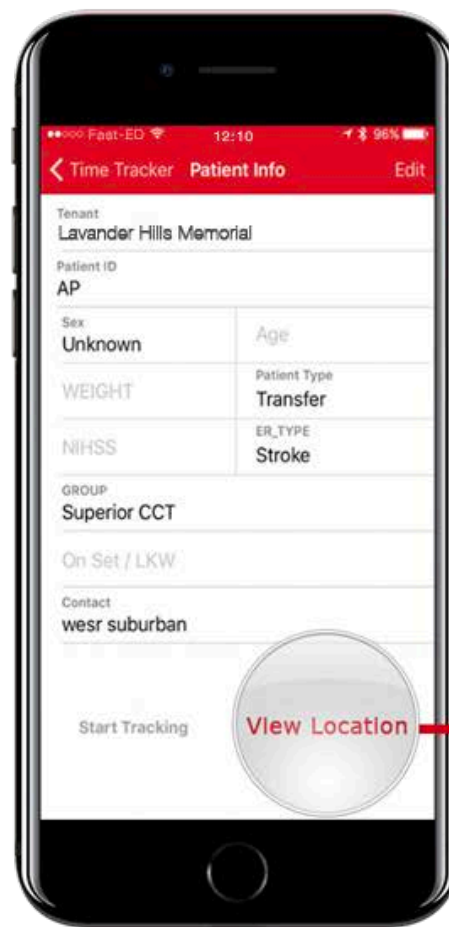 Fast-ED 12:10 96%
Time Tracker Patient Info Edit
Tenant
Lavander Hills Memorial
Patient ID
AP
Sex
Unknown
Age
WEIGHT
Patient Type
Transfer
NIHSS
ER_TYPE
Stroke
GROUP
Superior CCT
On Set / LKW
Contact
wesr suburban
Start Tracking
View Location